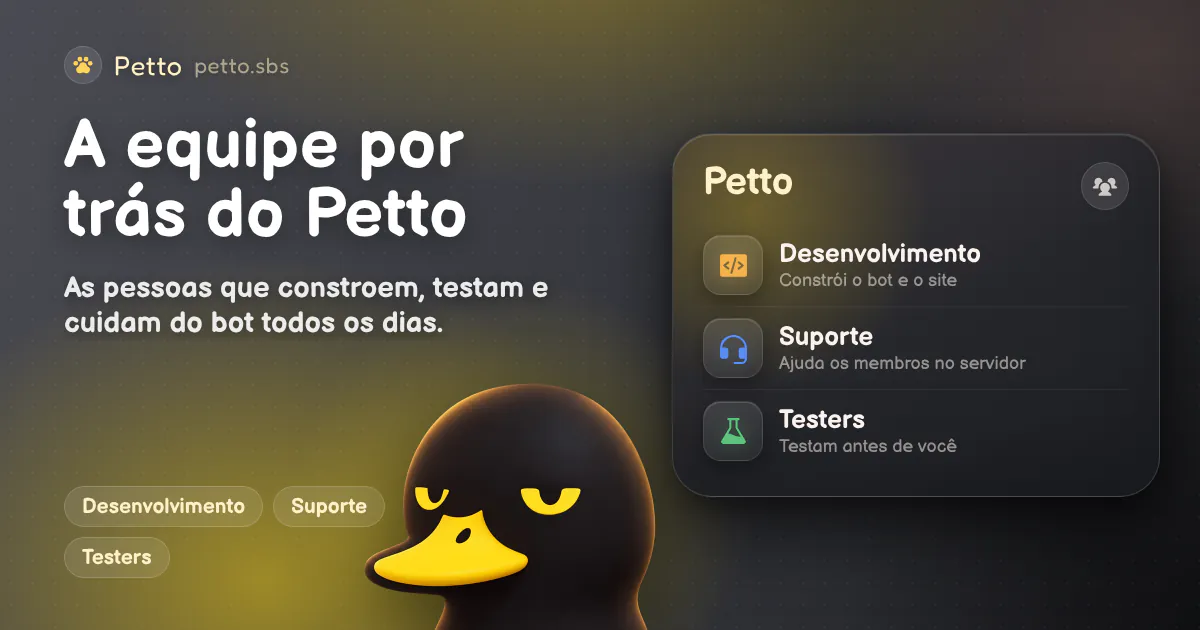 Petto petto.sbs
A equipe por
trás do Petto
As pessoas que constroem, testam e
cuidam do bot todos os dias.
Desenvolvimento
Suporte
Testers
Petto
</>
Desenvolvimento
Constrói o bot e o site
Suporte
Ajuda os membros no servidor
Testers
Testam antes de você